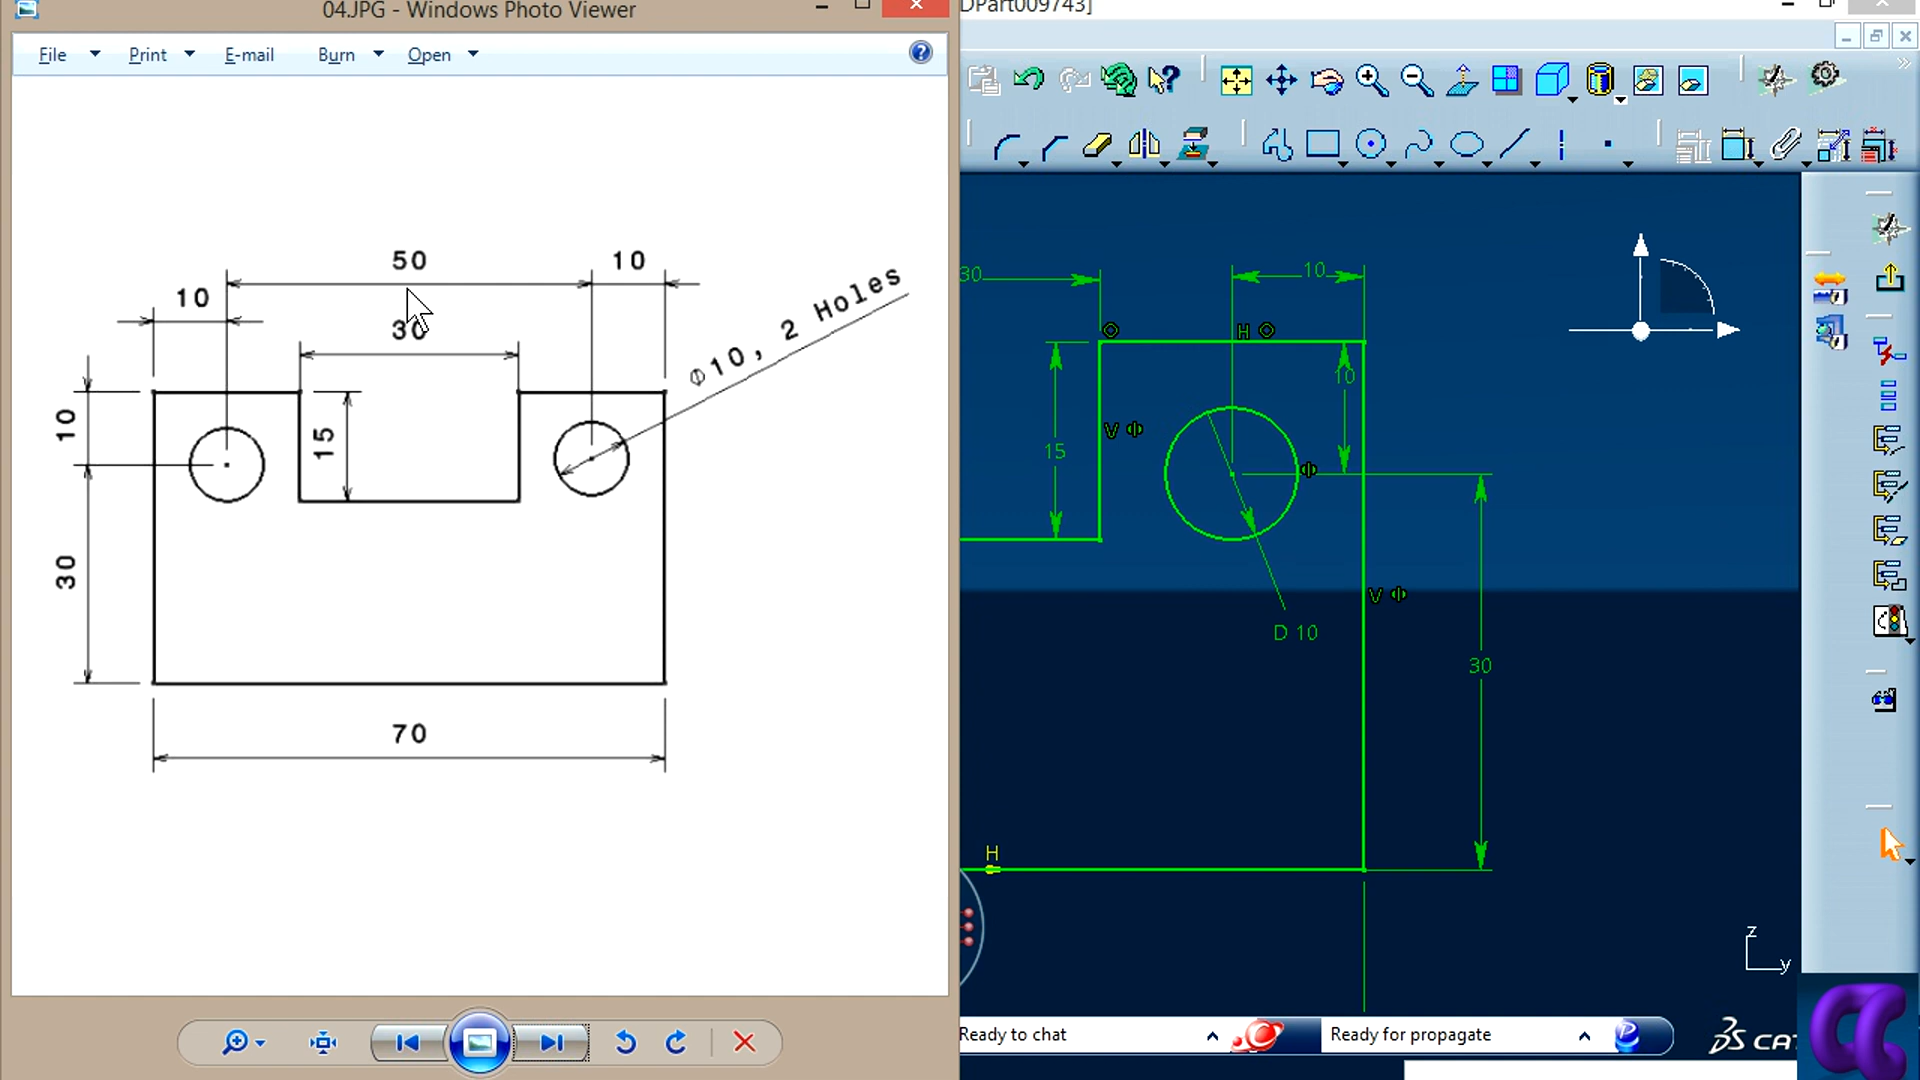 04.JPG - Windows Photo Viewer
DPart009743]
File Print E-mail Burn Open
50
10
10
30
Φ10, 2 Holes
10
15
30
70
30
10
H
10
V
15
V
D 10
30
H
z
y
Ready to chat
Ready for propagate
CAT